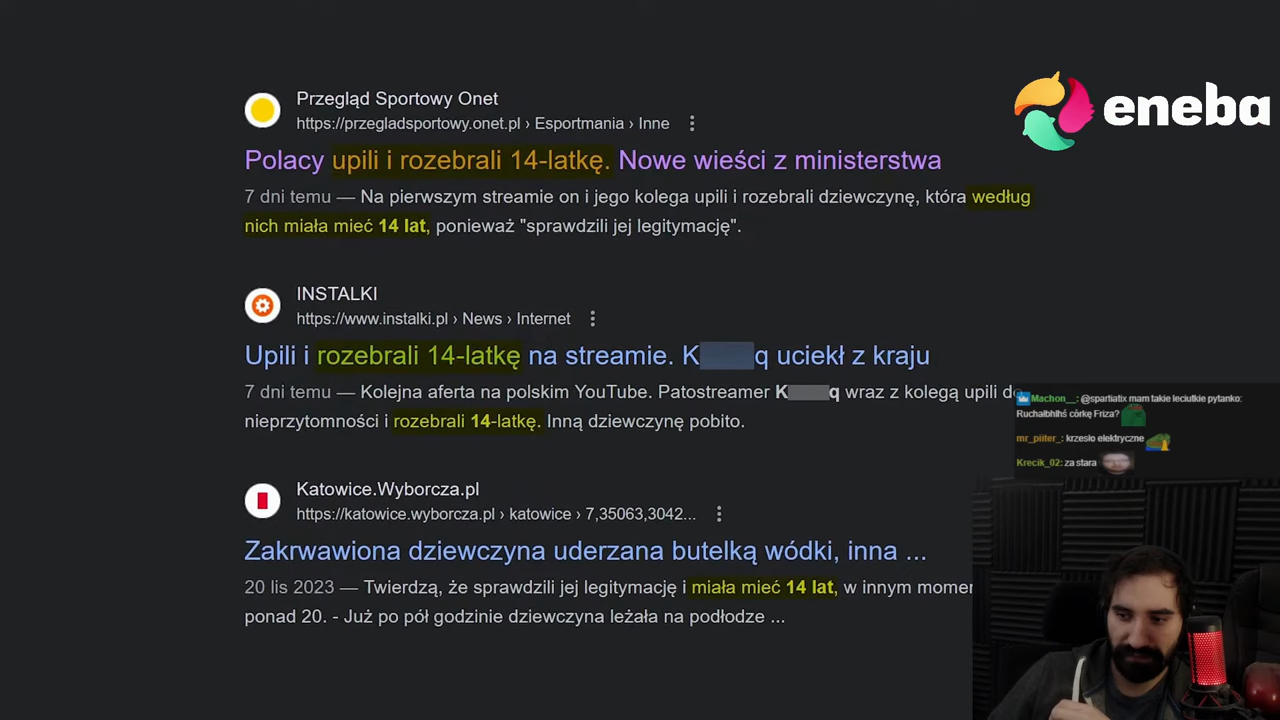 eneba
Przegląd Sportowy Onet
https://przegladsportowy.onet.pl › Esportmania › Inne
Polacy upili i rozebrali 14-latkę. Nowe wieści z ministerstwa
7 dni temu — Na pierwszym streamie on i jego kolega upili i rozebrali dziewczynę, która według
nich miała mieć 14 lat, ponieważ "sprawdzili jej legitymację".
INSTALKI
https://www.instalki.pl › News › Internet
Upili i rozebrali 14-latkę na streamie. K q uciekł z kraju
7 dni temu — Kolejna aferta na polskim YouTube. Patostreamer K q wraz z kolegą upili do
nieprzytomności i rozebrali 14-latkę. Inną dziewczynę pobito.
Machon__: @spartiatix mam takie leciutkie pytanko:
Ruchalbhlhś córkę Friza?
mr_piiter_: krzesło elektryczne
Krecik_02: za stara
Katowice.Wyborcza.pl
https://katowice.wyborcza.pl › katowice › 7,35063,3042...
Zakrwawiona dziewczyna uderzana butelką wódki, inna ...
20 lis 2023 — Twierdzą, że sprawdzili jej legitymację i miała mieć 14 lat, w innym momen
ponad 20. - Już po pół godzinie dziewczyna leżała na podłodze ...